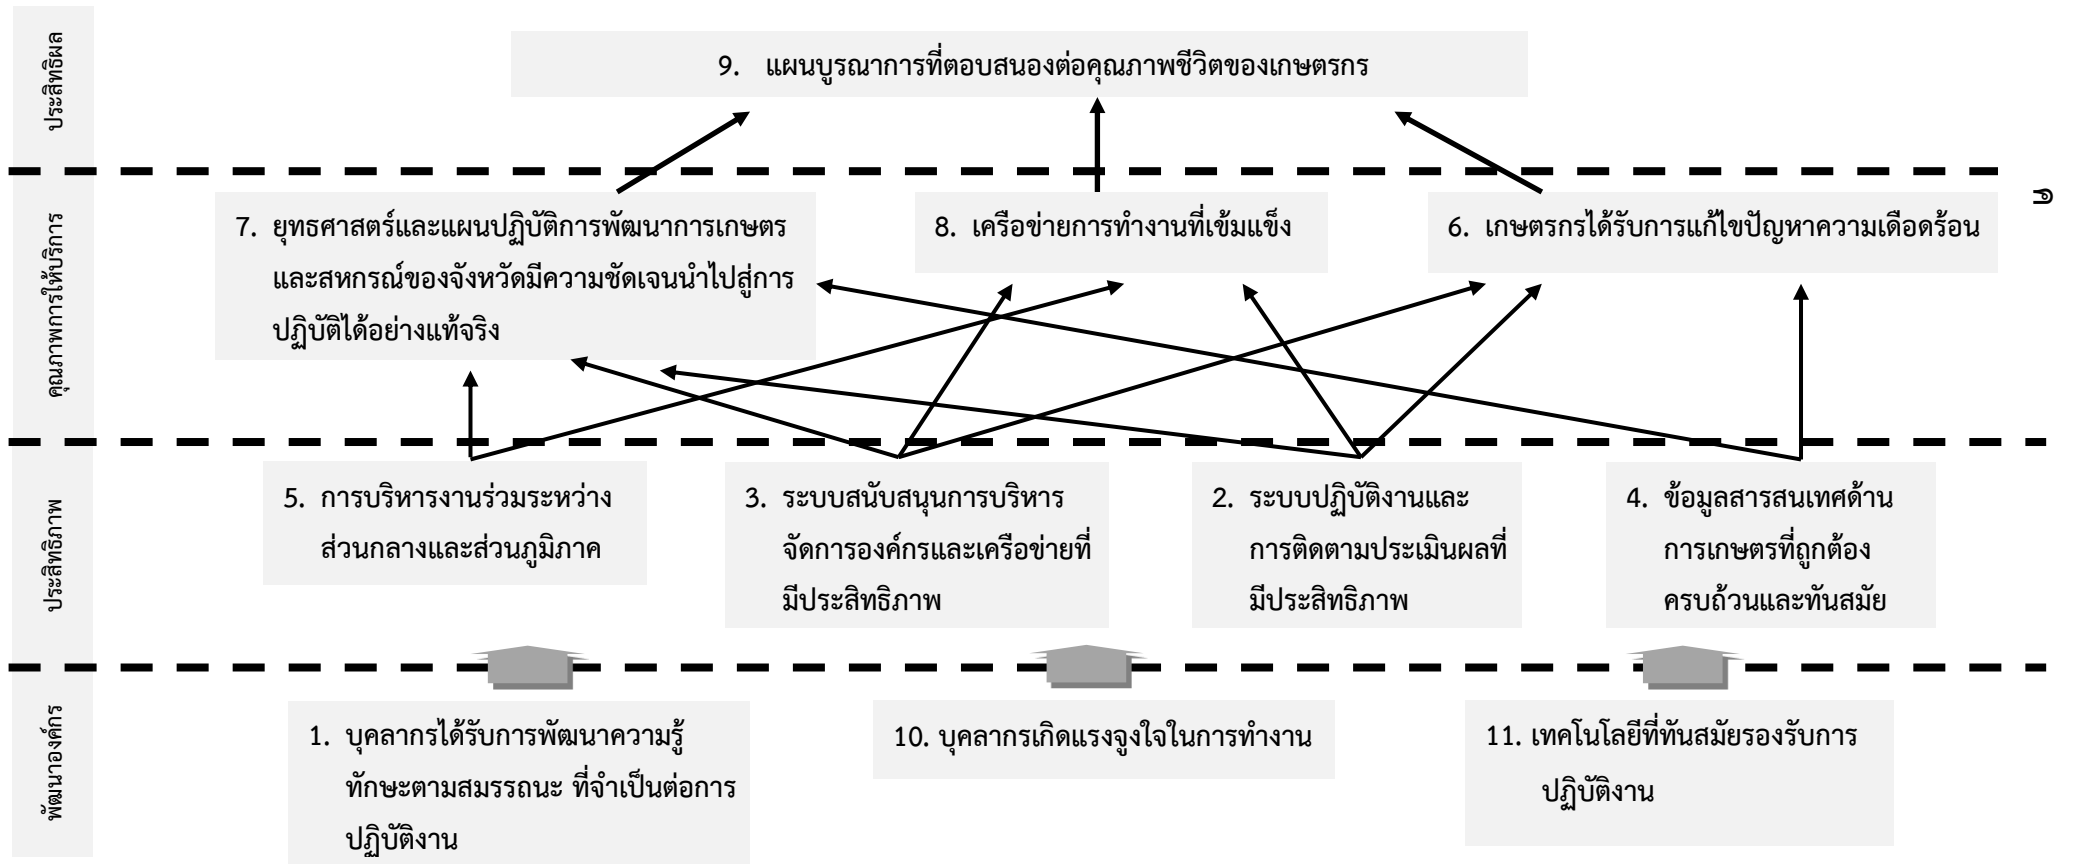 ประสิทธิผล
9. แผนบูรณาการที่ตอบสนองต่อคุณภาพชีวิตของเกษตรกร
คุณภาพการให้บริการ
7. ยุทธศาสตร์และแผนปฏิบัติการพัฒนาการเกษตร
และสหกรณ์ของจังหวัดมีความชัดเจนนำไปสู่การ
ปฏิบัติได้อย่างแท้จริง
8. เครือข่ายการทำงานที่เข้มแข็ง
6. เกษตรกรได้รับการแก้ไขปัญหาความเดือดร้อน
ประสิทธิภาพ
5. การบริหารงานร่วมระหว่าง
ส่วนกลางและส่วนภูมิภาค
3. ระบบสนับสนุนการบริหาร
จัดการองค์กรและเครือข่ายที่
มีประสิทธิภาพ
2. ระบบปฏิบัติงานและ
การติดตามประเมินผลที่
มีประสิทธิภาพ
4. ข้อมูลสารสนเทศด้าน
การเกษตรที่ถูกต้อง
ครบถ้วนและทันสมัย
พัฒนาองค์กร
1. บุคลากรได้รับการพัฒนาความรู้
ทักษะตามสมรรถนะ ที่จำเป็นต่อการ
ปฏิบัติงาน
10. บุคลากรเกิดแรงจูงใจในการทำงาน
11. เทคโนโลยีที่ทันสมัยรองรับการ
ปฏิบัติงาน